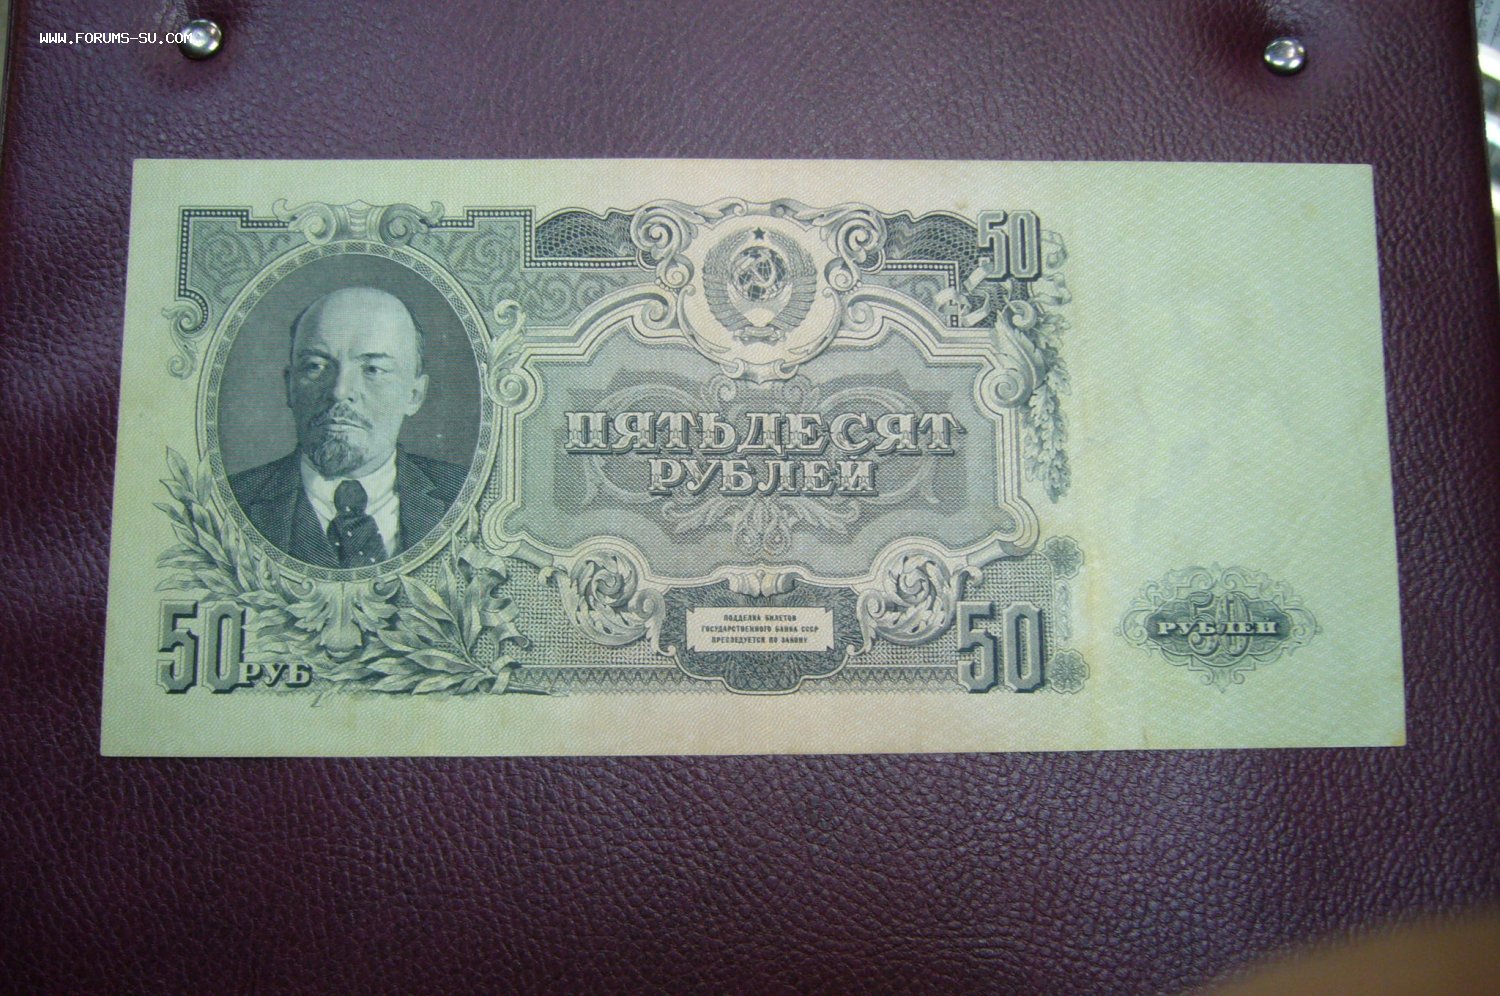 WWW.FORUMS-SU.COM
50
ПЯТЬДЕСЯТ
РУБЛЕЙ
50 РУБ
ПОДДЕЛКА БИЛЕТОВ
ГОСУДАРСТВЕННОГО БАНКА СССР
ПРЕСЛЕДУЕТСЯ ПО ЗАКОНУ
50
50
РУБЛЕЙ